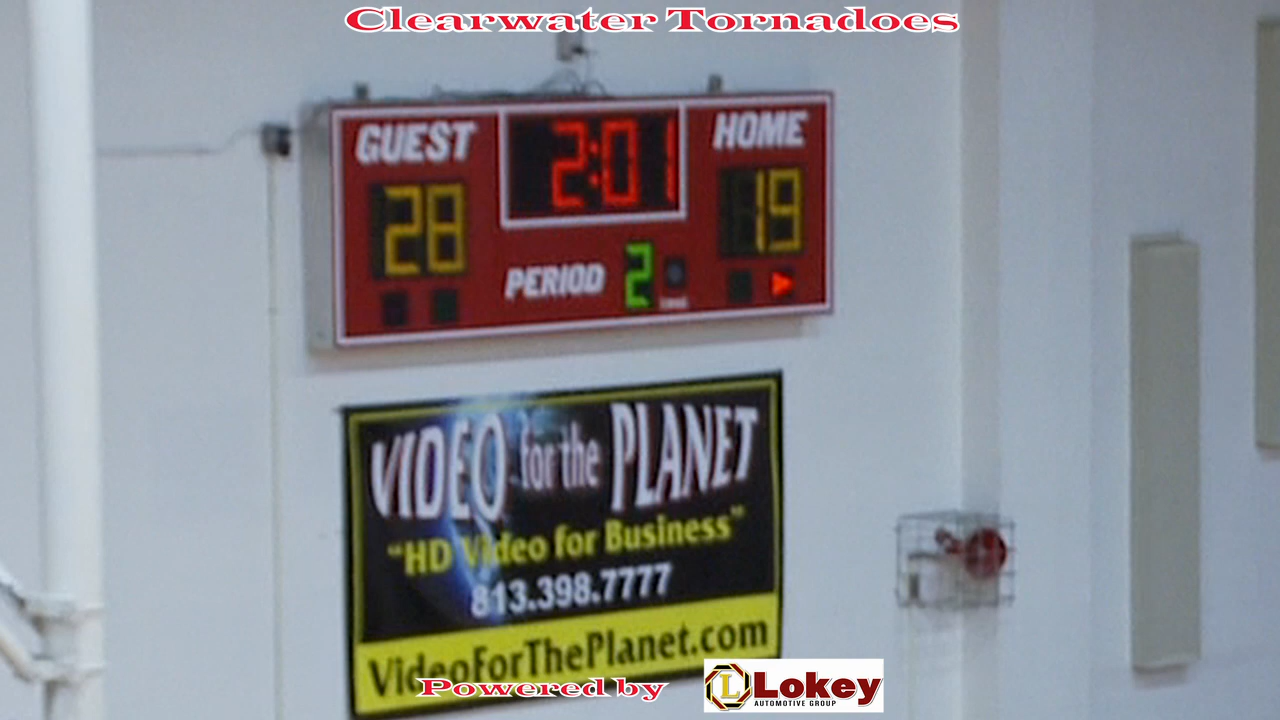 Clearwater Tornadoes
GUEST
2:01
HOME
28
19
PERIOD 2
VIDEO for the PLANET
"HD Video for Business"
813.398.7777
VideoForThePlanet.com
Powered by
L Lokey
AUTOMOTIVE GROUP